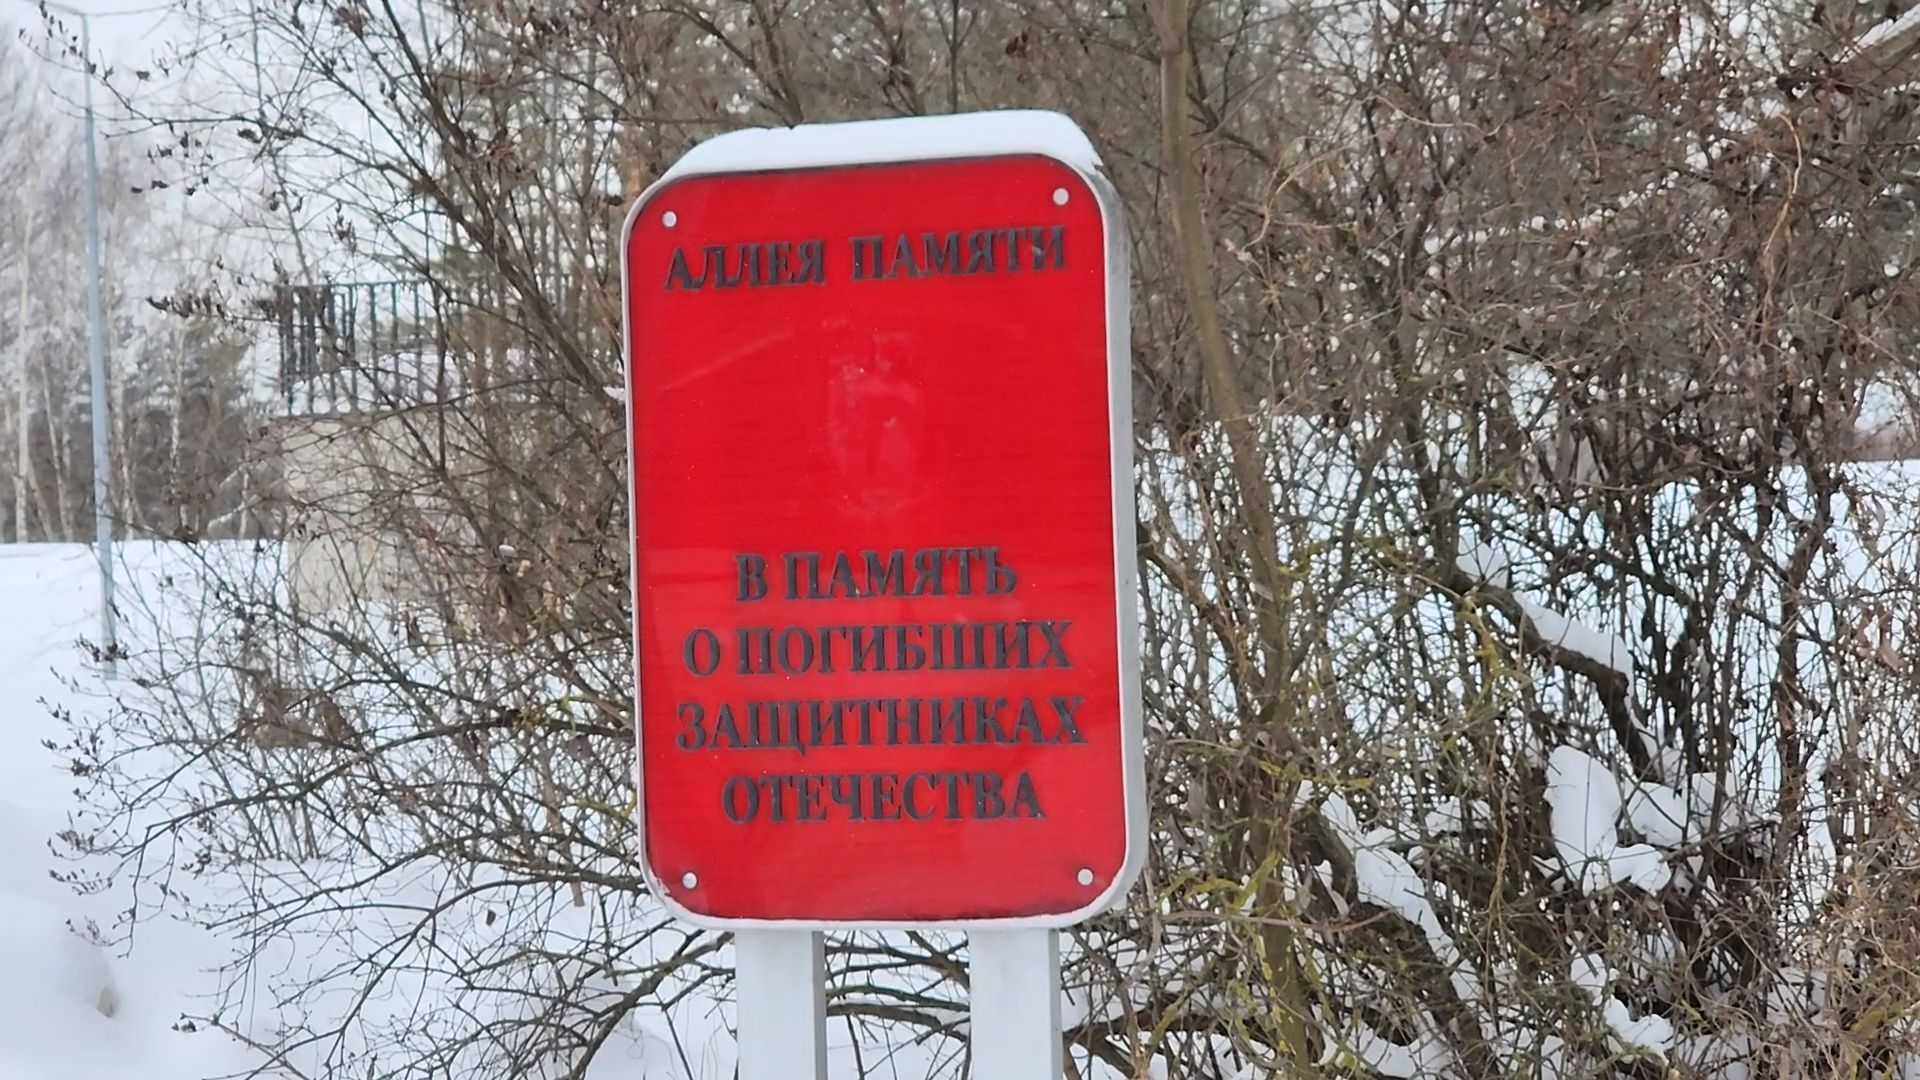 АЛЛЕЯ ПАМЯТИ
В ПАМЯТЬ
О ПОГИБШИХ
ЗАЩИТНИКАХ
ОТЕЧЕСТВА